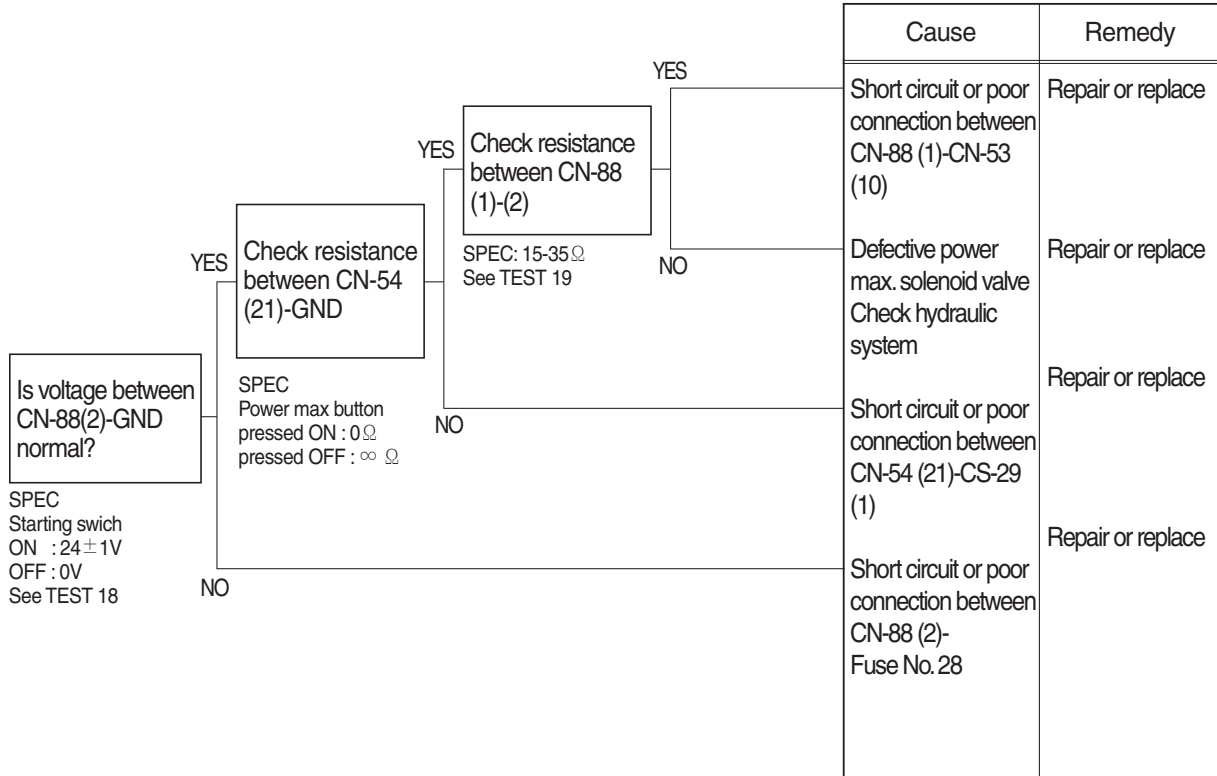 Cause
Remedy
YES
Short circuit or poor
connection between
CN-88 (1)-CN-53
(10)
Repair or replace
YES
Check resistance
between CN-88
(1)-(2)
SPEC: 15-35Ω
See TEST 19
NO
Defective power
max. solenoid valve
Check hydraulic
system
Repair or replace
YES
Check resistance
between CN-54
(21)-GND
SPEC
Power max button
pressed ON : 0Ω
pressed OFF : ∞ Ω
NO
Short circuit or poor
connection between
CN-54 (21)-CS-29
(1)
Repair or replace
Is voltage between
CN-88(2)-GND
normal?
SPEC
Starting swich
ON : 24±1V
OFF : 0V
See TEST 18
NO
Short circuit or poor
connection between
CN-88 (2)-
Fuse No. 28
Repair or replace